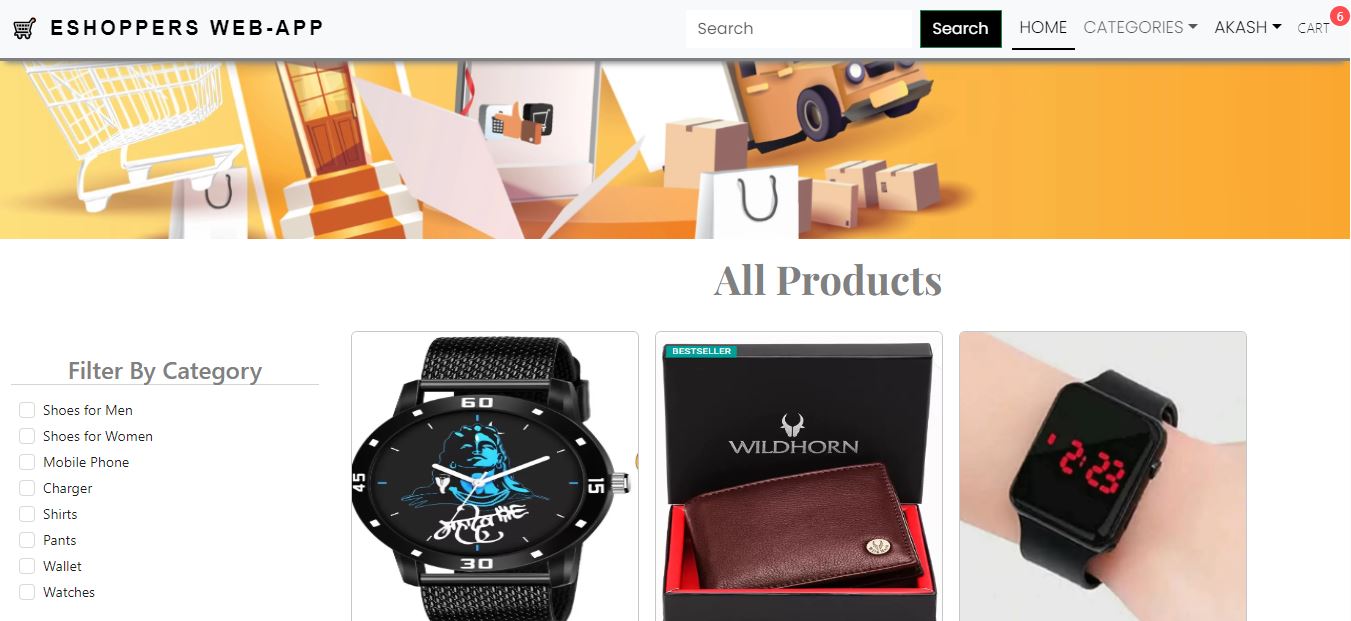 ESHOPPERS WEB-APP
Search
Search
HOME
CATEGORIES
AKASH
CART
6
All Products
Filter By Category
Shoes for Men
Shoes for Women
Mobile Phone
Charger
Shirts
Pants
Wallet
Watches
60
45
15
30
BESTSELLER
WILDHORN
2:23